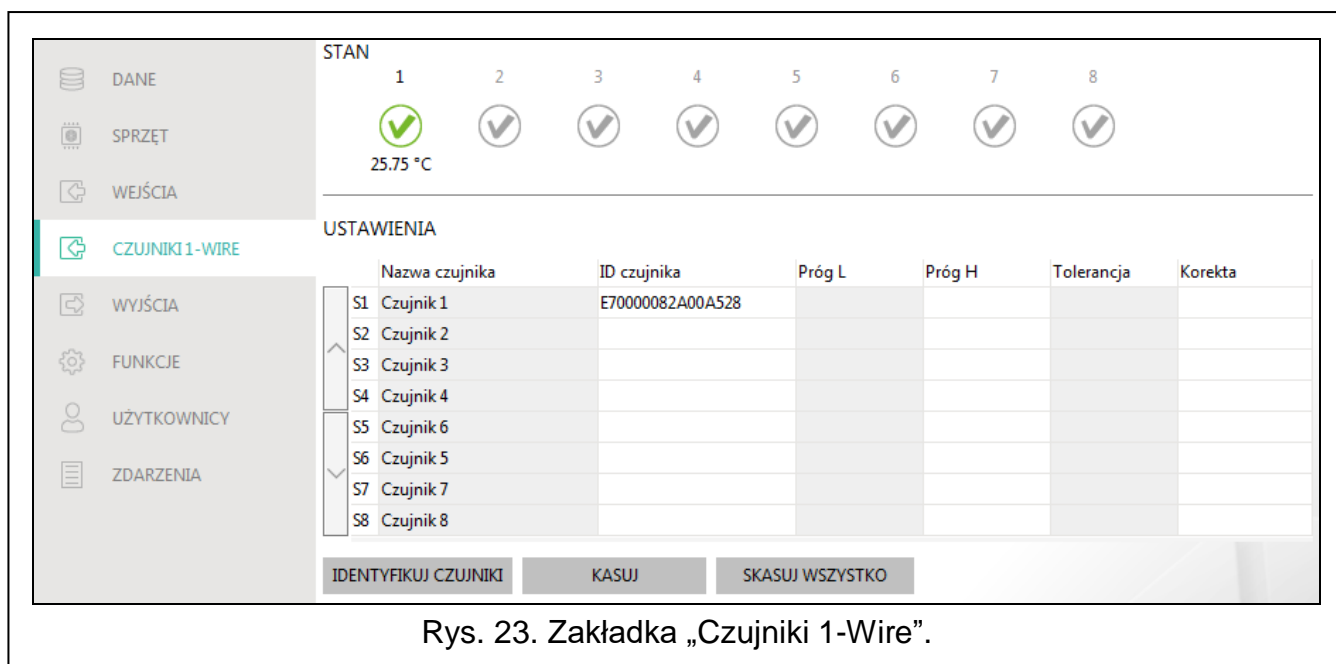 DANE
SPRZĘT
WEJŚCIA
CZUJNIKI 1-WIRE
WYJŚCIA
FUNKCJE
UŻYTKOWNICY
ZDARZENIA
STAN
1 2 3 4 5 6 7 8
25.75 °C
USTAWIENIA
Nazwa czujnika ID czujnika Próg L Próg H Tolerancja Korekta
S1 Czujnik 1 E70000082A00A528
S2 Czujnik 2
S3 Czujnik 3
S4 Czujnik 4
S5 Czujnik 6
S6 Czujnik 5
S7 Czujnik 7
S8 Czujnik 8
IDENTYFIKUJ CZUJNIKI KASUJ SKASUJ WSZYSTKO
Rys. 23. Zakładka „Czujniki 1-Wire”.